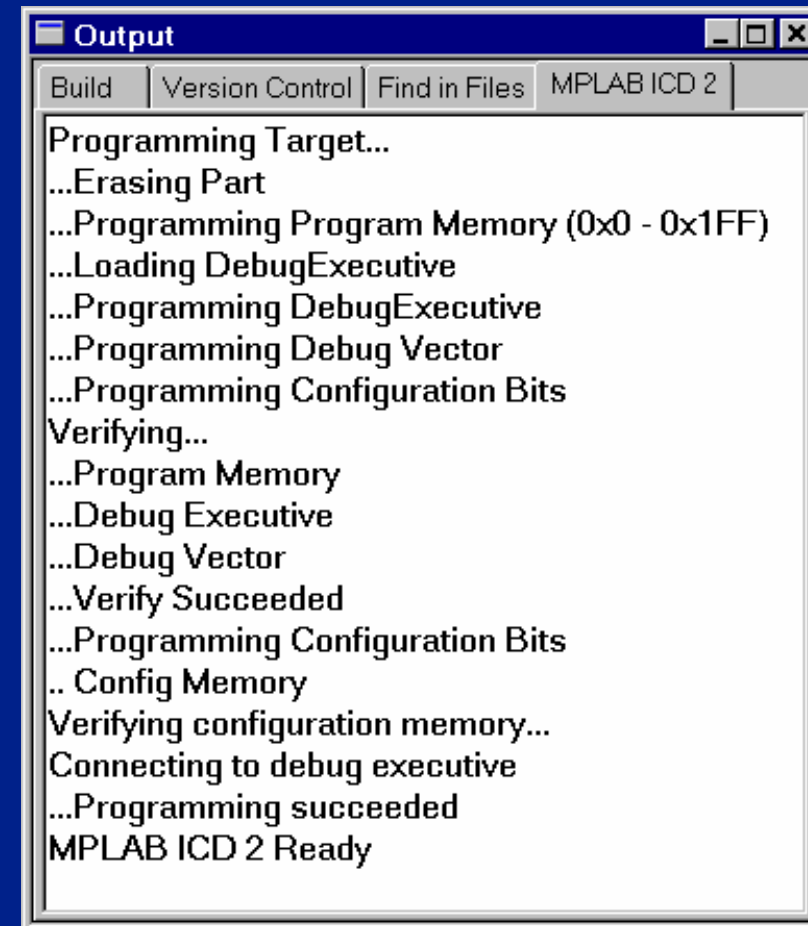 Output
Build Version Control Find in Files MPLAB ICD 2
Programming Target...
...Erasing Part
...Programming Program Memory (0x0 - 0x1FF)
...Loading DebugExecutive
...Programming DebugExecutive
...Programming Debug Vector
...Programming Configuration Bits
Verifying...
...Program Memory
...Debug Executive
...Debug Vector
...Verify Succeeded
...Programming Configuration Bits
.. Config Memory
Verifying configuration memory...
Connecting to debug executive
...Programming succeeded
MPLAB ICD 2 Ready